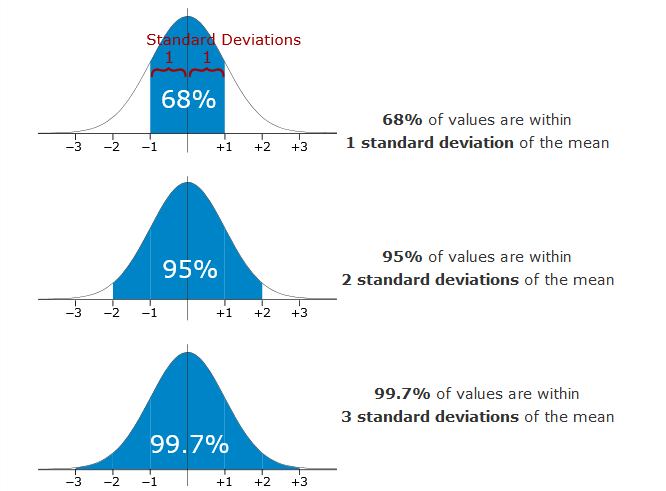 Standard Deviations
1 1
68%
−3 −2 −1 +1 +2 +3
68% of values are within
1 standard deviation of the mean
95%
−3 −2 −1 +1 +2 +3
95% of values are within
2 standard deviations of the mean
99.7%
−3 −2 −1 +1 +2 +3
99.7% of values are within
3 standard deviations of the mean